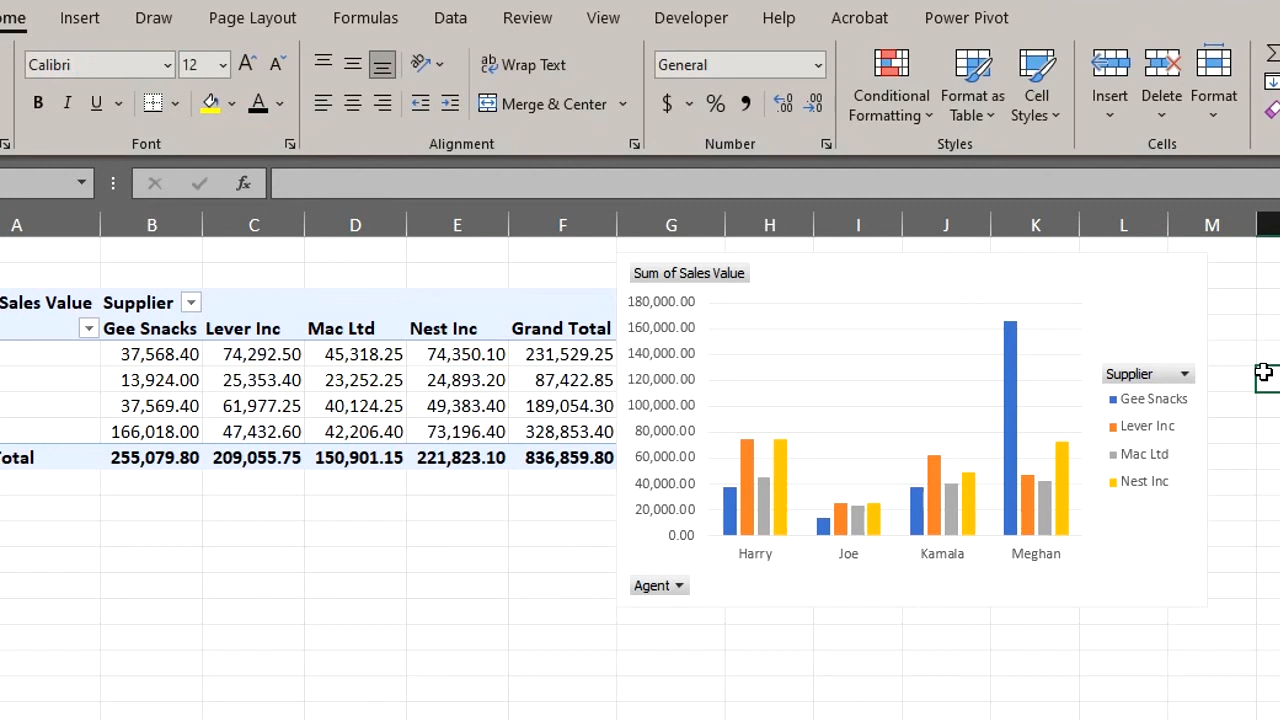 ome Insert Draw Page Layout Formulas Data Review View Developer Help Acrobat Power Pivot
Calibri 12 A A ab Wrap Text General
B I U A Merge & Center $ % Conditional Formatting Format as Table Cell Styles Insert Delete Format
Font Alignment Number Styles Cells
fx
A B C D E F G H I J K L M
Sales Value Supplier
Gee Snacks Lever Inc Mac Ltd Nest Inc Grand Total
37,568.40 74,292.50 45,318.25 74,350.10 231,529.25
13,924.00 25,353.40 23,252.25 24,893.20 87,422.85
37,569.40 61,977.25 40,124.25 49,383.40 189,054.30
166,018.00 47,432.60 42,206.40 73,196.40 328,853.40
otal 255,079.80 209,055.75 150,901.15 221,823.10 836,859.80
Sum of Sales Value
180,000.00
160,000.00
140,000.00
120,000.00
100,000.00
80,000.00
60,000.00
40,000.00
20,000.00
0.00
Harry Joe Kamala Meghan
Agent
Supplier
Gee Snacks
Lever Inc
Mac Ltd
Nest Inc